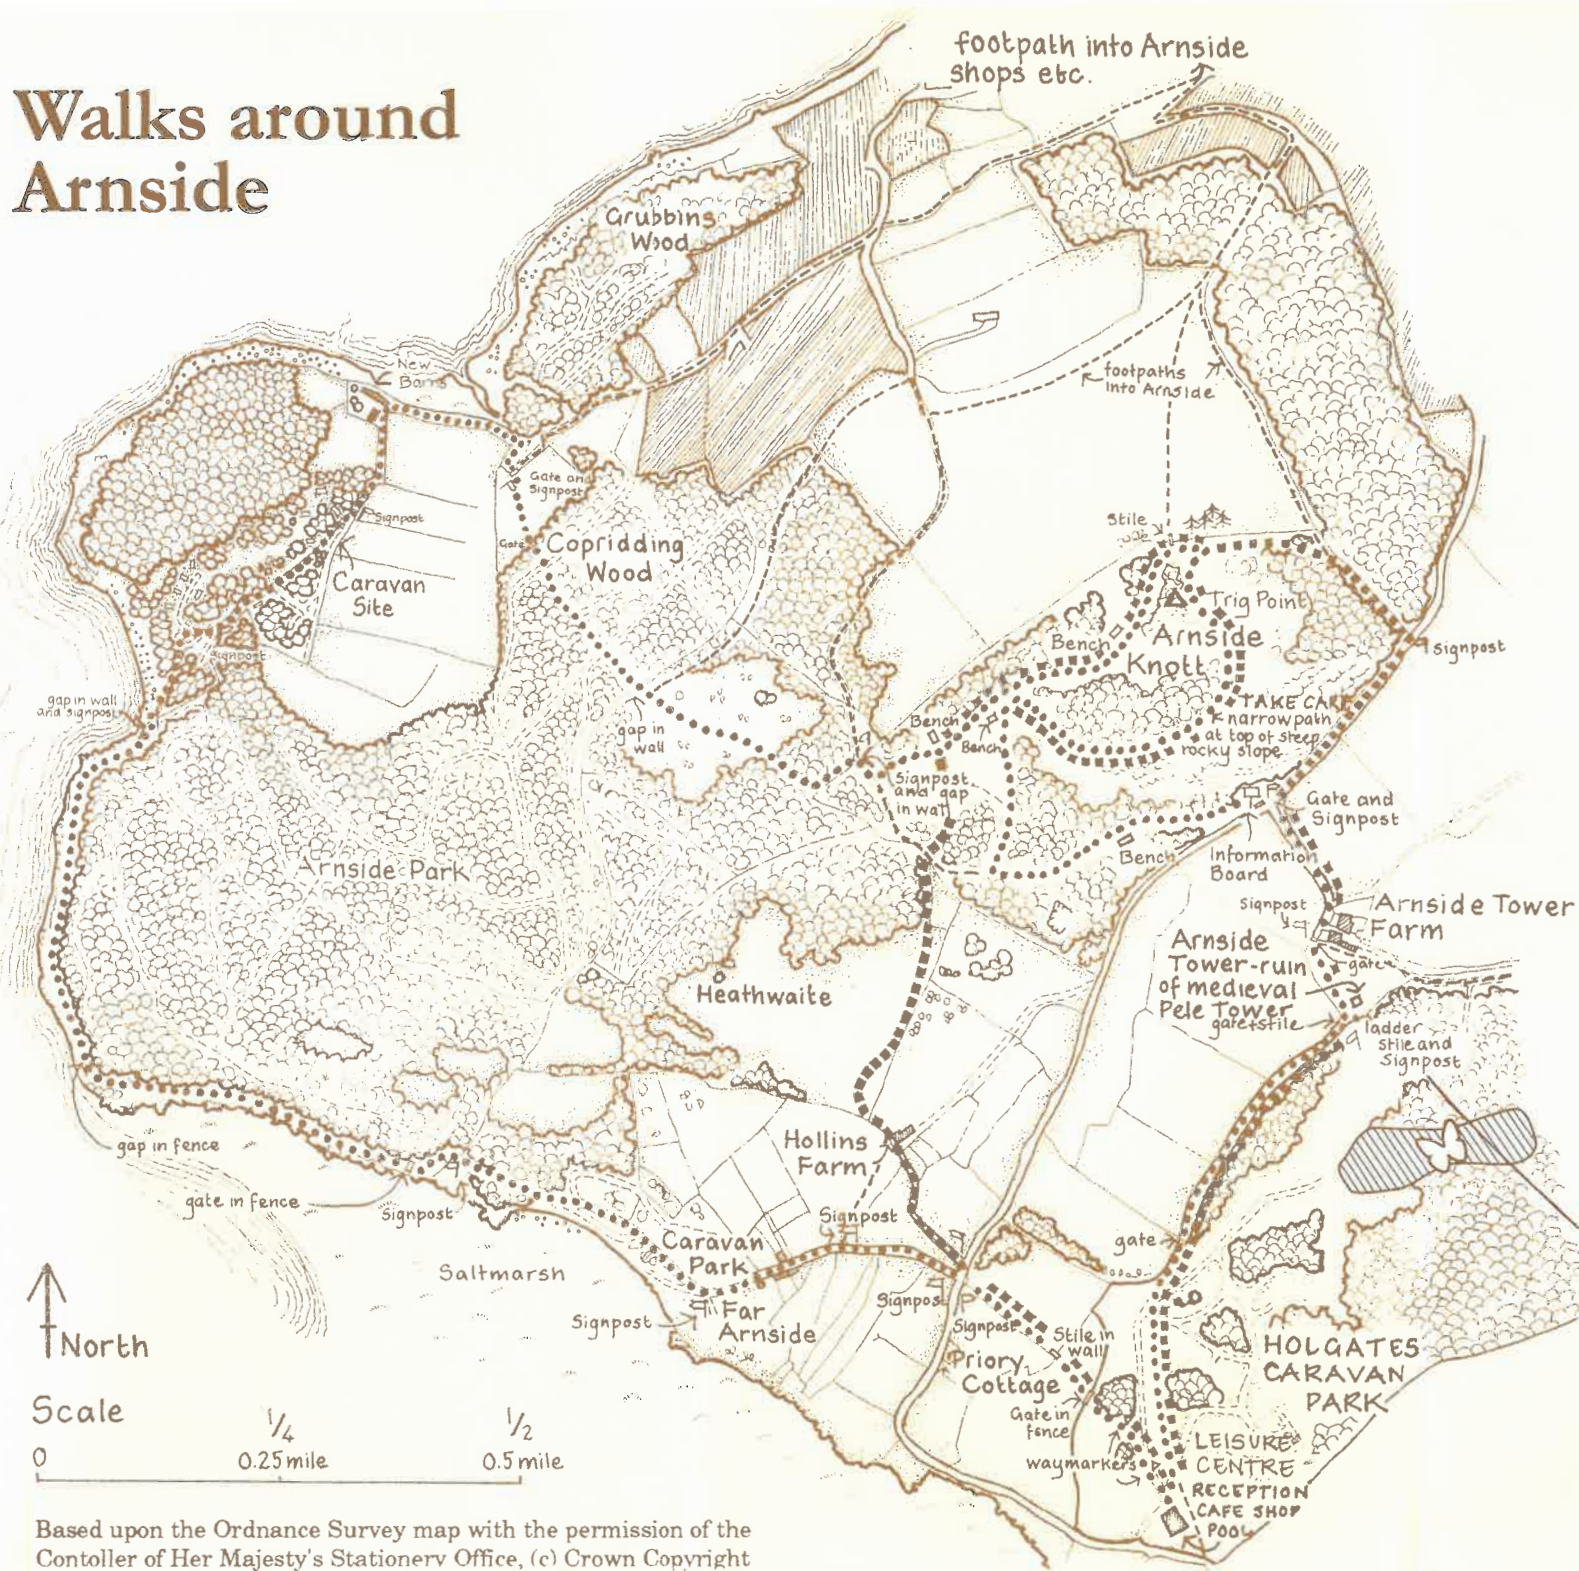 Walks around
Arnside
footpath into Arnside
shops etc.
Grubbins
Wood
New
Barns
footpaths
into Arnside
Gate and
Signpost
Signpost
Gate
Copridding
Wood
Caravan
Site
Stile
Trig Point
Arnside
Knott
Bench
Signpost
Signpost
gap in wall
and signpost
gap in
wall
Bench
Bench
TAKE CARE
narrow path
at top of steep
rocky slope
Signpost
and gap
in wall
Gate and
Signpost
Bench
Information
Board
Arnside Park
Signpost
Arnside Tower
Farm
Arnside
Tower-ruin
of medieval
Pele Tower
gate
gate+stile
ladder
stile and
Signpost
Heathwaite
gap in fence
Hollins
Farm
gate in fence
Signpost
Signpost
gate
Caravan
Park
Saltmarsh
Signpost
Far
Arnside
Signpost
P
Signpost
Stile in
wall
Priory
Cottage
Gate in
fence
waymarkers
HOLGATES
CARAVAN
PARK
LEISURE
CENTRE
RECEPTION
CAFE SHOP
POOL
North
Scale
1/4
1/2
0
0.25 mile
0.5 mile
Based upon the Ordnance Survey map with the permission of the
Contoller of Her Majesty's Stationery Office, (c) Crown Copyright